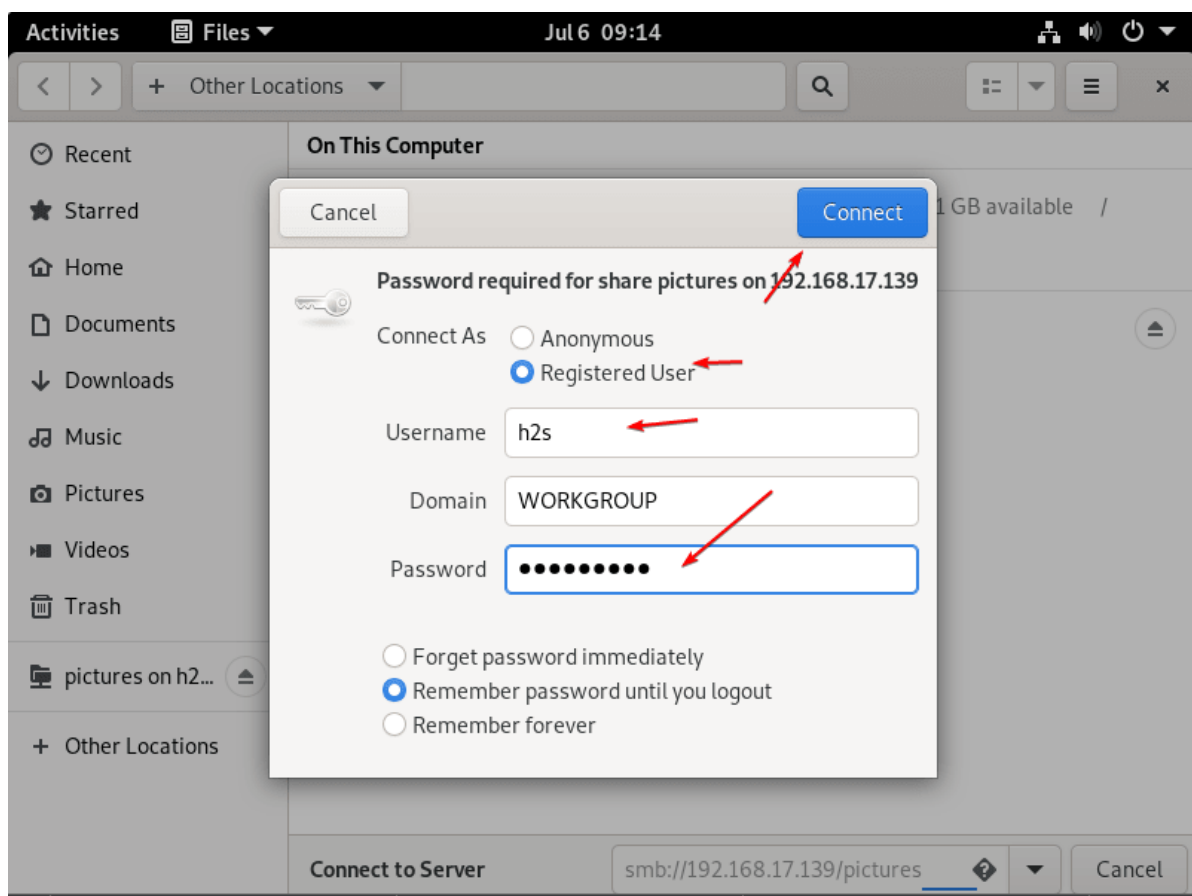 Activities Files Jul 6 09:14
+ Other Locations
Recent
Starred
Home
Documents
Downloads
Music
Pictures
Videos
Trash
pictures on h2...
+ Other Locations
On This Computer
1 GB available /
Cancel Connect
Password required for share pictures on 192.168.17.139
Connect As Anonymous
Registered User
Username h2s
Domain WORKGROUP
Password ●●●●●●●●●
Forget password immediately
Remember password until you logout
Remember forever
Connect to Server smb://192.168.17.139/pictures Cancel